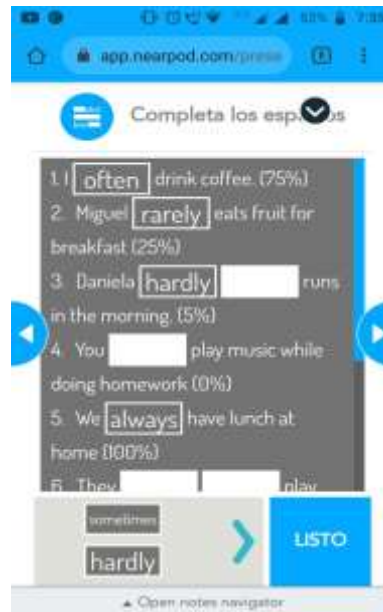 app.nearpod.com/prese
Completa los esp os
1. I often drink coffee. (75%)
2. Miguel rarely eats fruit for
breakfast (25%)
3. Daniela hardly runs
in the morning. (5%)
4. You play music while
doing homework (0%)
5. We always have lunch at
home (100%)
6. They play
sometimes
hardly
LISTO
Open notes navigator